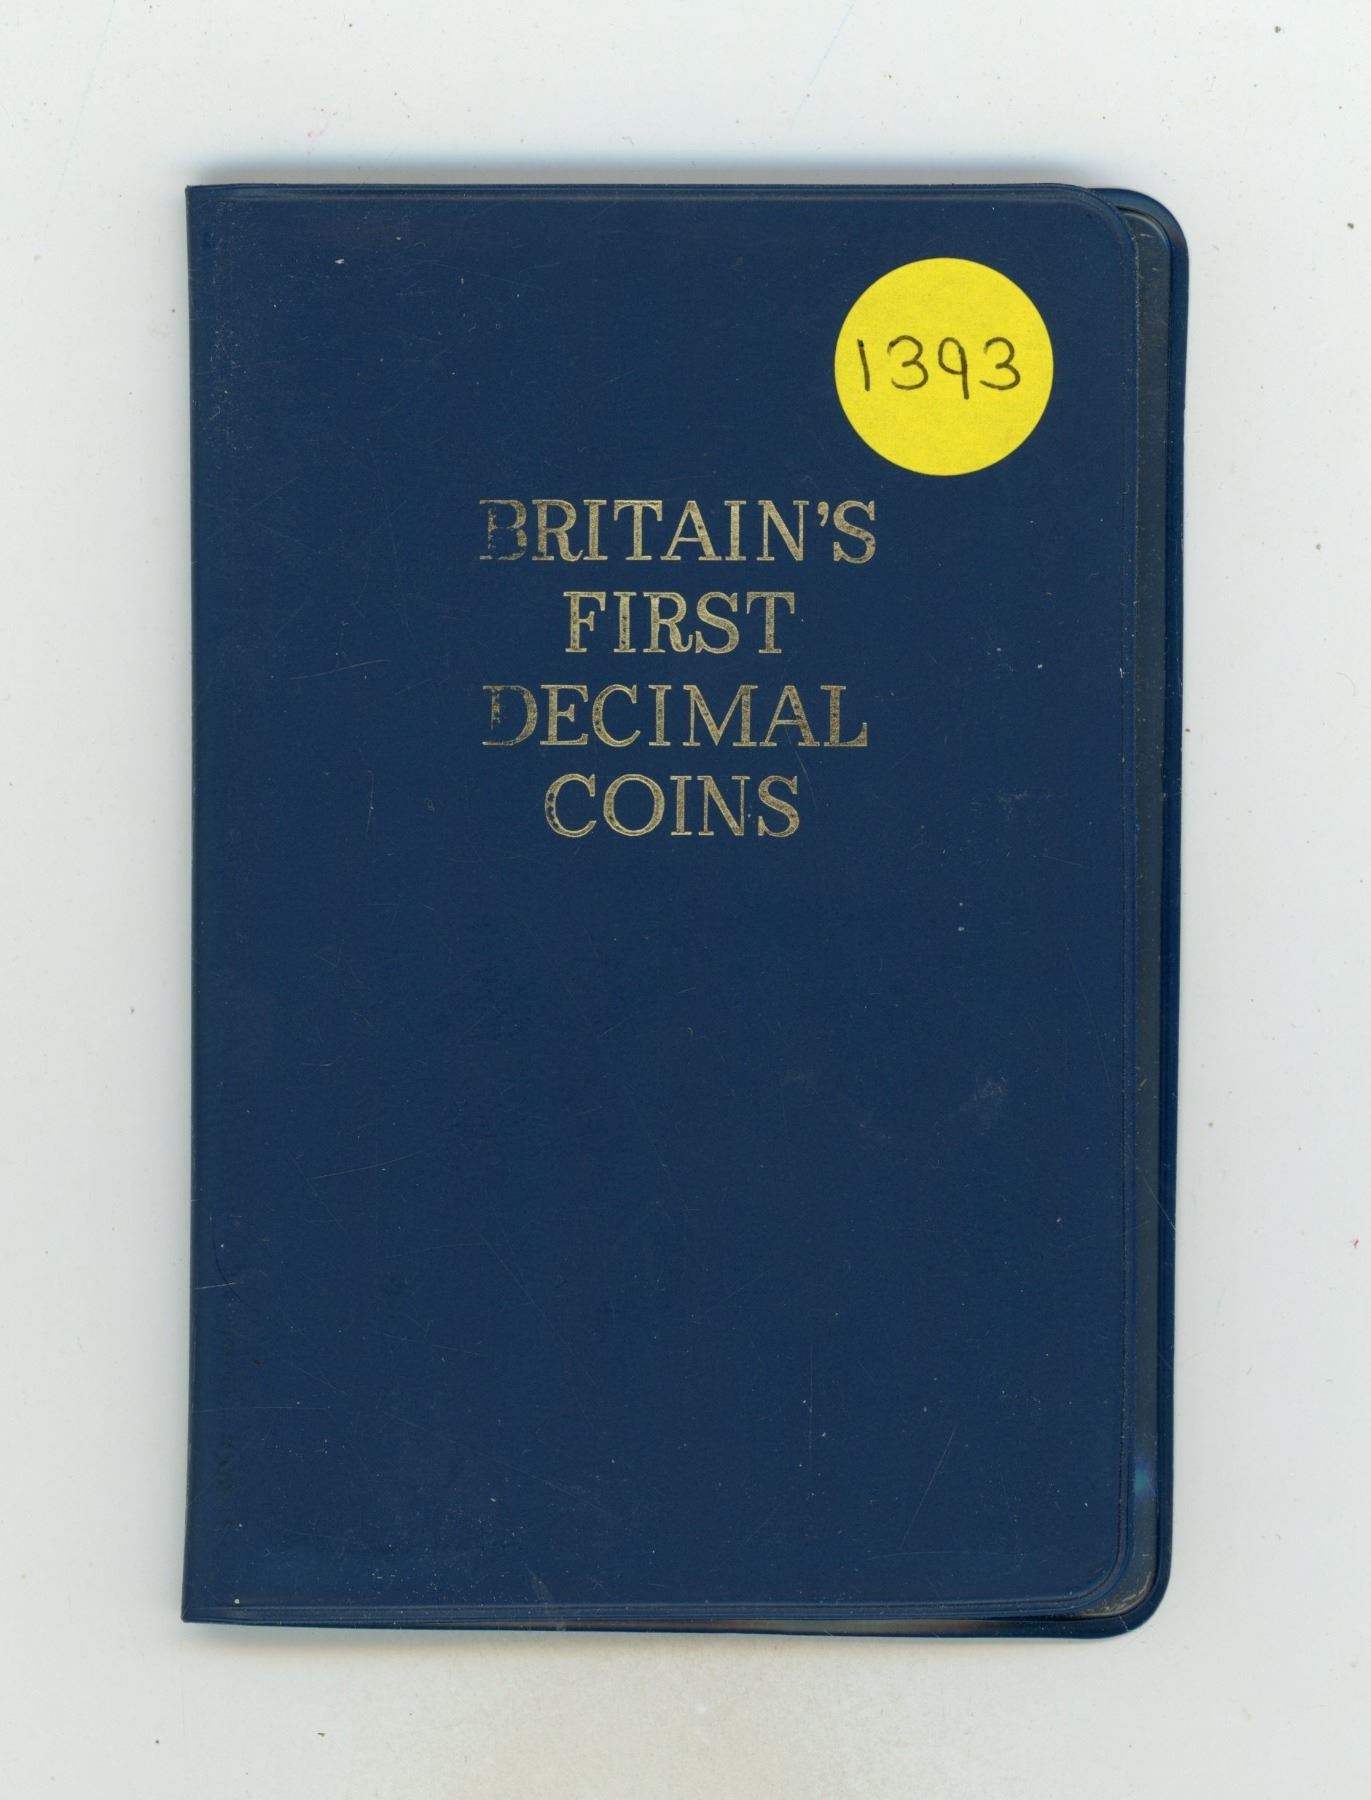 1393
BRITAIN'S
FIRST
DECIMAL
COINS